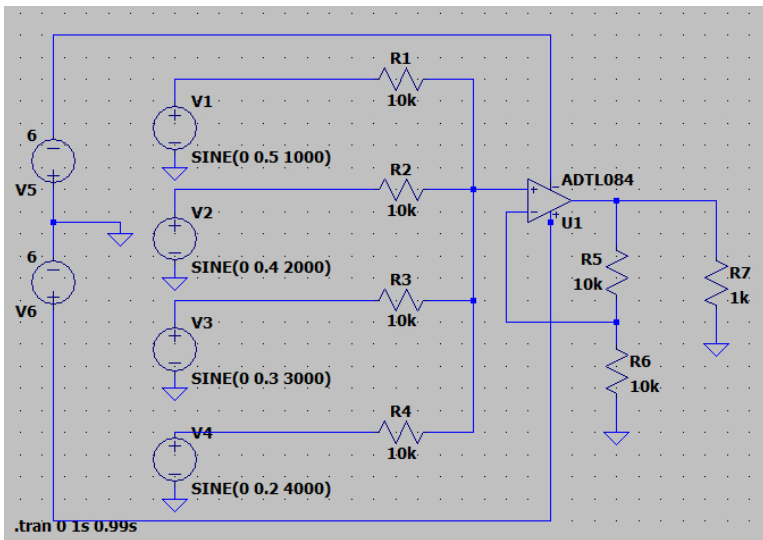 R1
10k
V1
SINE(0 0.5 1000)
6
V5
R2
10k
V2
SINE(0 0.4 2000)
ADTL084
U1
6
V6
R3
10k
V3
SINE(0 0.3 3000)
R5
10k
R7
1k
R6
10k
R4
10k
V4
SINE(0 0.2 4000)
.tran 0 1s 0.99s